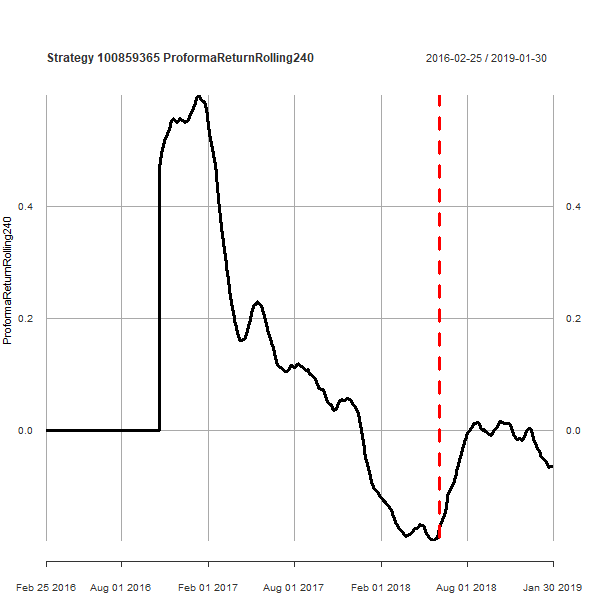 Strategy 100859365 ProformaReturnRolling240
2016-02-25 / 2019-01-30
ProformaReturnRolling240
0.4
0.4
0.2
0.2
0.0
0.0
Feb 25 2016
Aug 01 2016
Feb 01 2017
Aug 01 2017
Feb 01 2018
Aug 01 2018
Jan 30 2019